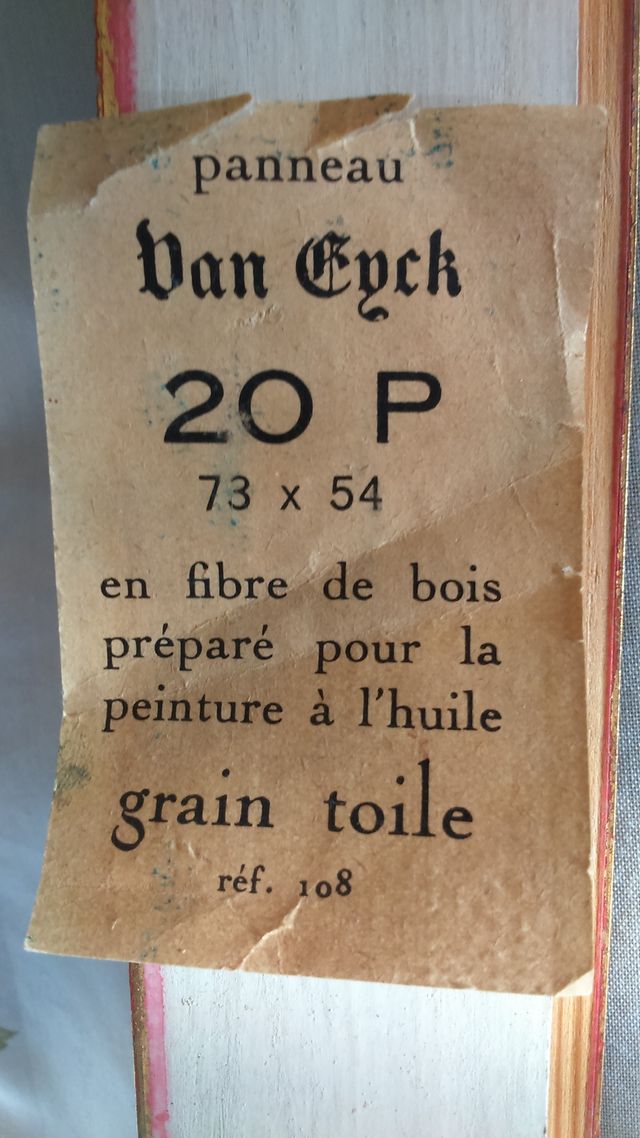 panneau
Van Eyck
20 P
73 x 54
en fibre de bois
préparé pour la
peinture à l'huile
grain toile
réf. 108